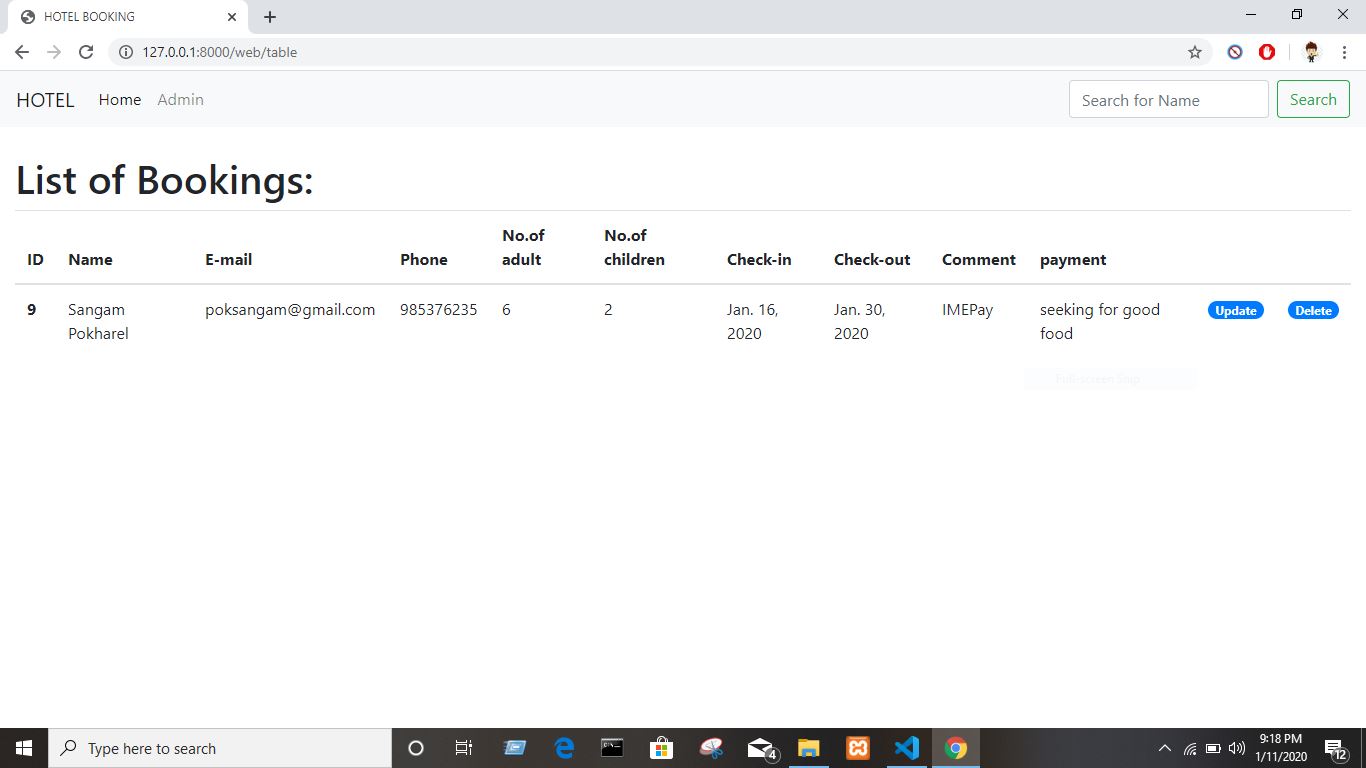 HOTEL BOOKING
127.0.0.1:8000/web/table
HOTEL Home Admin Search for Name Search
List of Bookings:
ID Name E-mail Phone No.of adult No.of children Check-in Check-out Comment payment
9 Sangam Pokharel poksangam@gmail.com 985376235 6 2 Jan. 16, 2020 Jan. 30, 2020 IMEPay seeking for good food Update Delete
Full-screen Snip
Type here to search
4
9:18 PM
1/11/2020
12